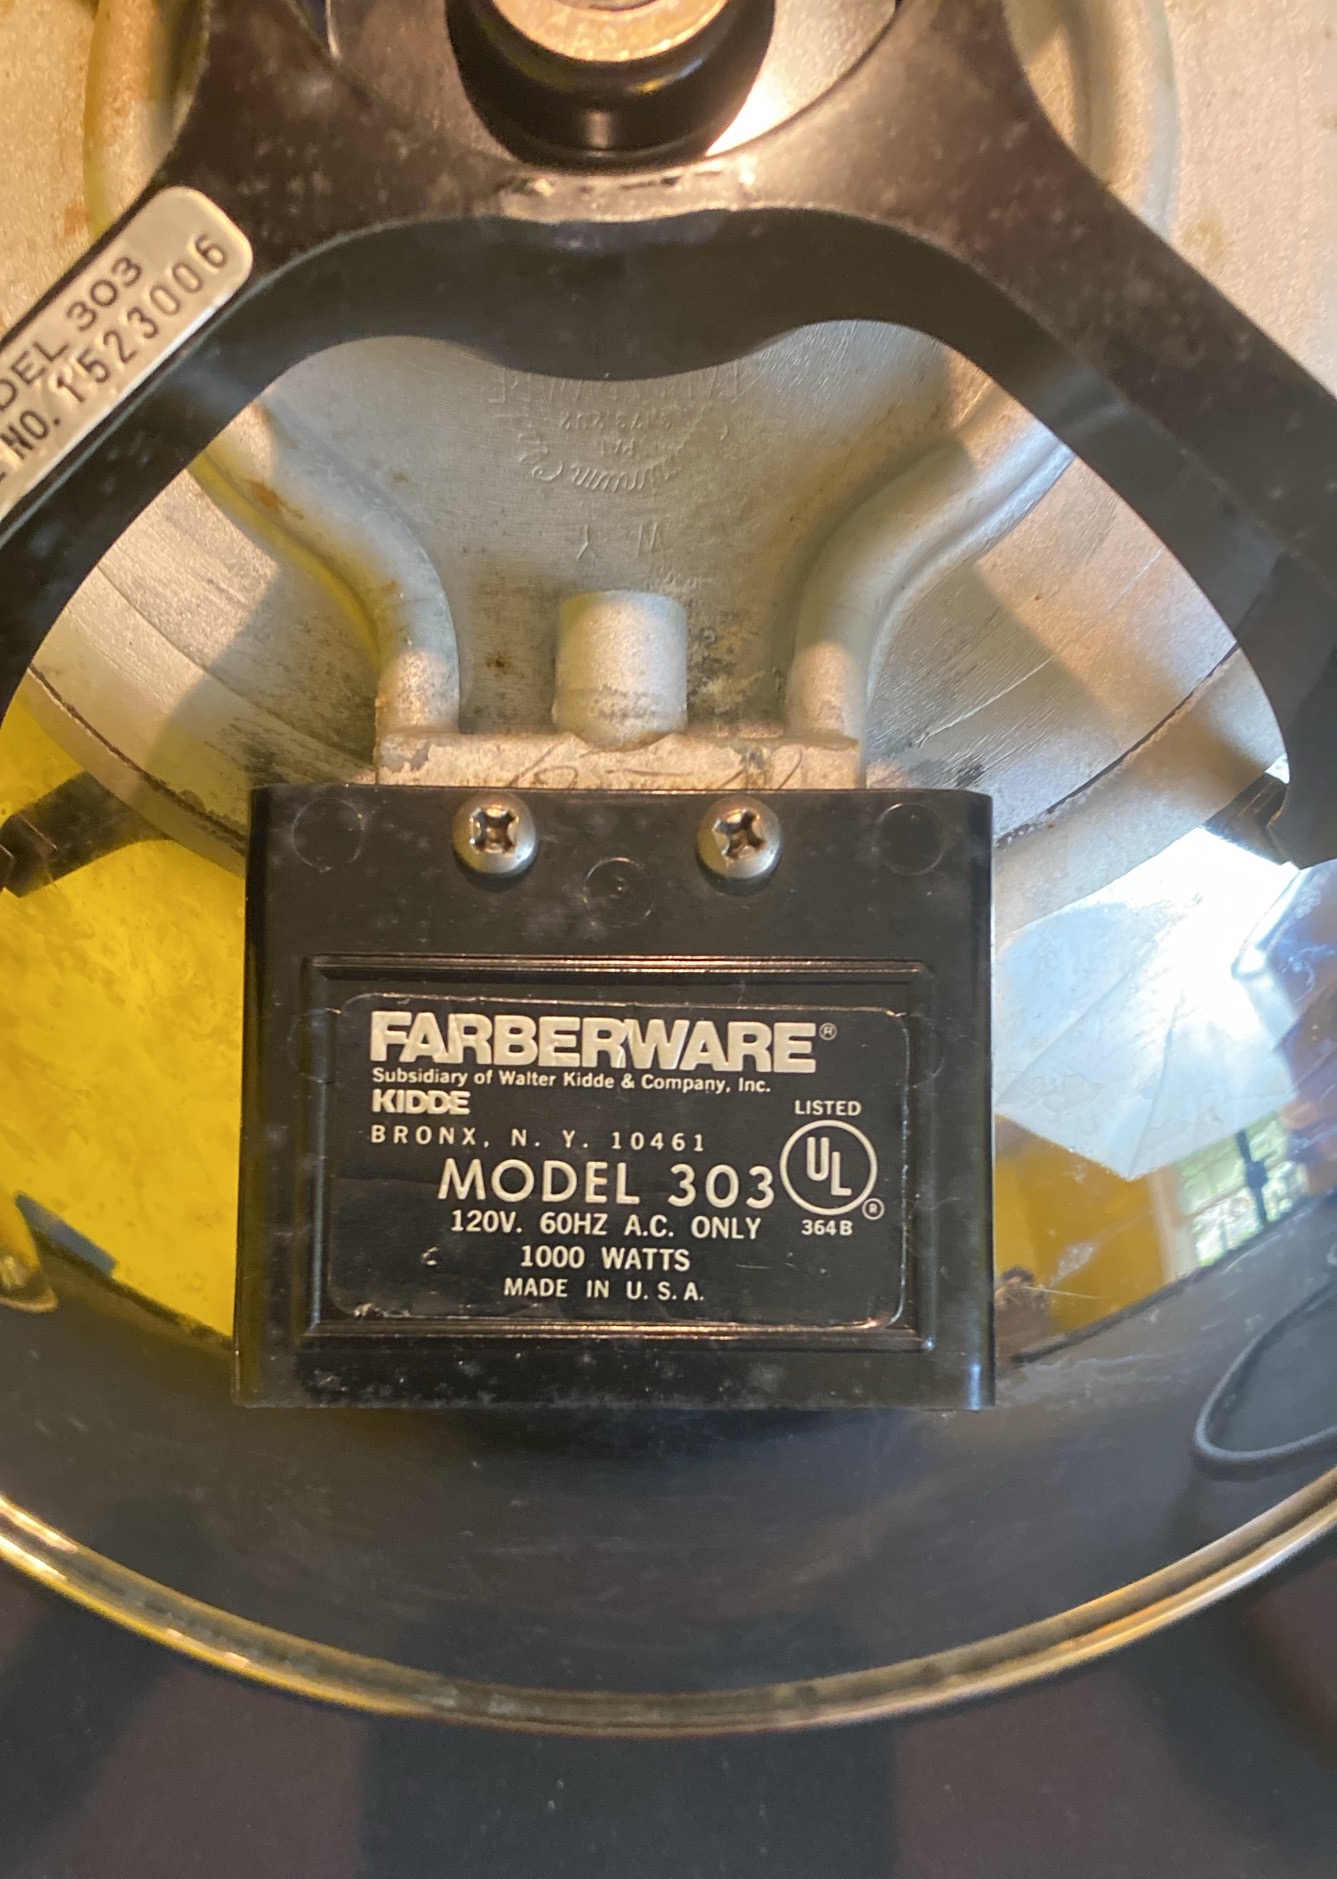 MODEL 303
NO. 1523006
FARBERWARE®
Subsidiary of Walter Kidde & Company, Inc.
KIDDE
BRONX, N. Y. 10461
LISTED
UL®
364B
MODEL 303
120V. 60HZ A.C. ONLY
1000 WATTS
MADE IN U.S.A.